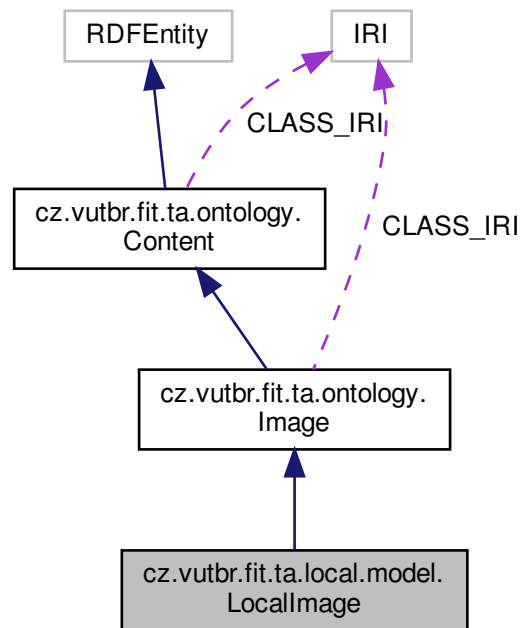 RDFEntity
IRI
CLASS_IRI
cz.vutbr.fit.ta.ontology.
Content
CLASS_IRI
cz.vutbr.fit.ta.ontology.
Image
cz.vutbr.fit.ta.local.model.
LocalImage